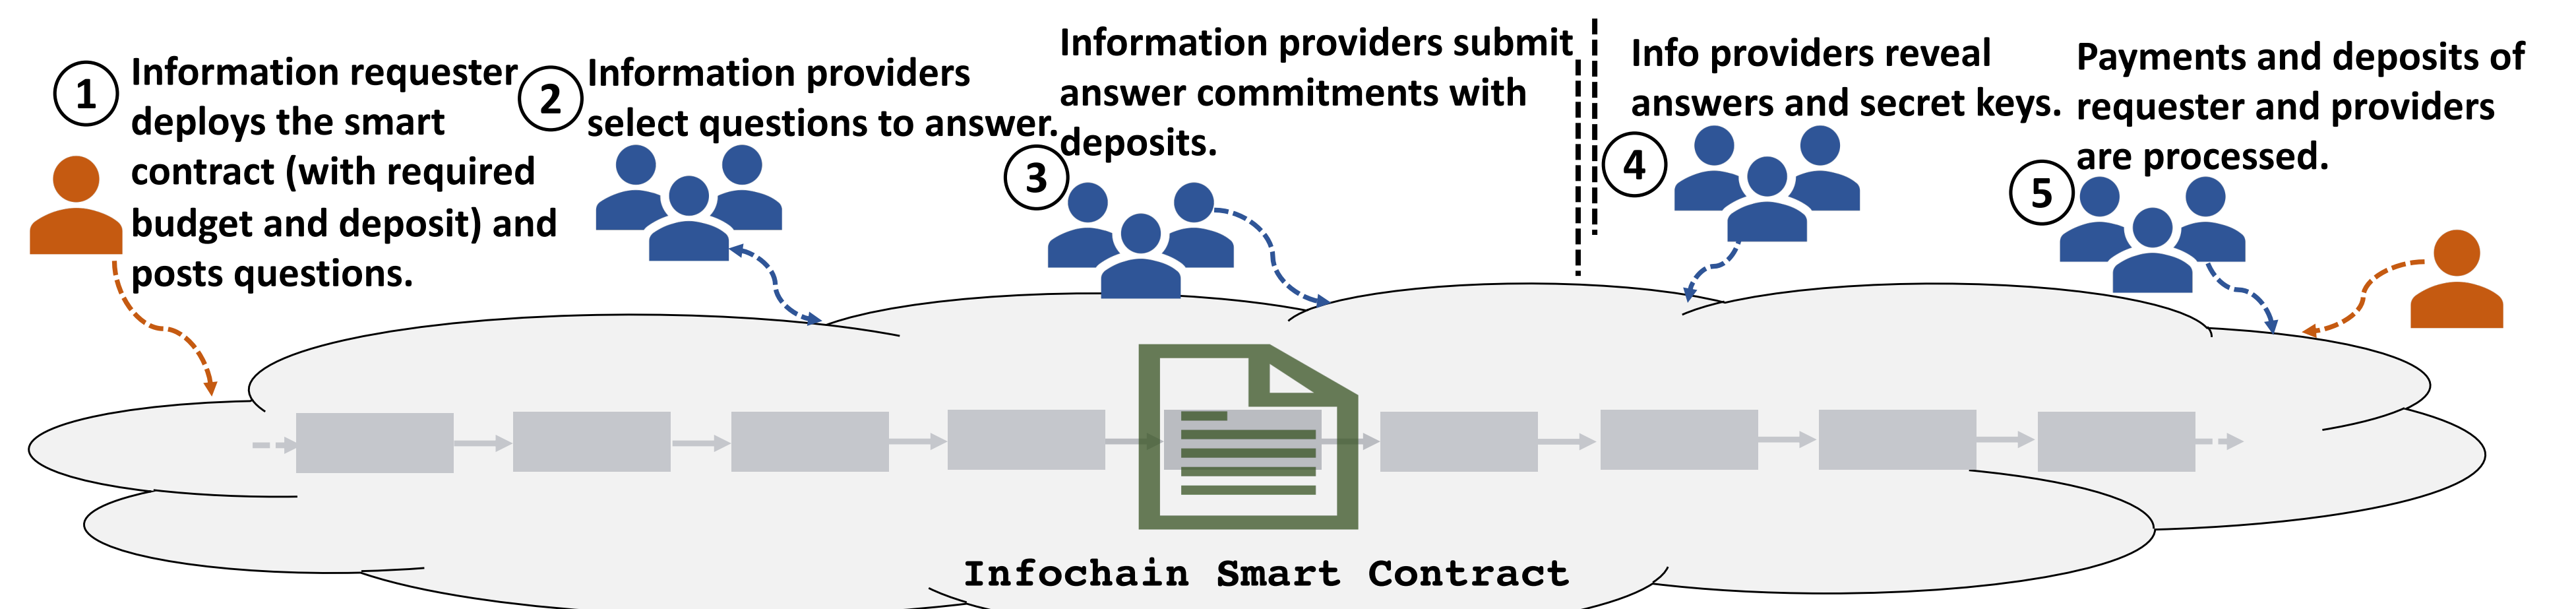 1
Information requester
deploys the smart
contract (with required
budget and deposit) and
posts questions.
2
Information providers
select questions to answer.
3
Information providers submit
answer commitments with
deposits.
4
Info providers reveal
answers and secret keys.
5
Payments and deposits of
requester and providers
are processed.
Infochain Smart Contract